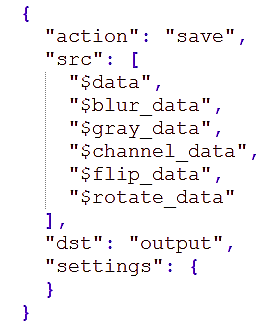 {
"action": "save",
"src": [
"$data",
"$blur_data",
"$gray_data",
"$channel_data",
"$flip_data",
"$rotate_data"
],
"dst": "output",
"settings": {
}
}